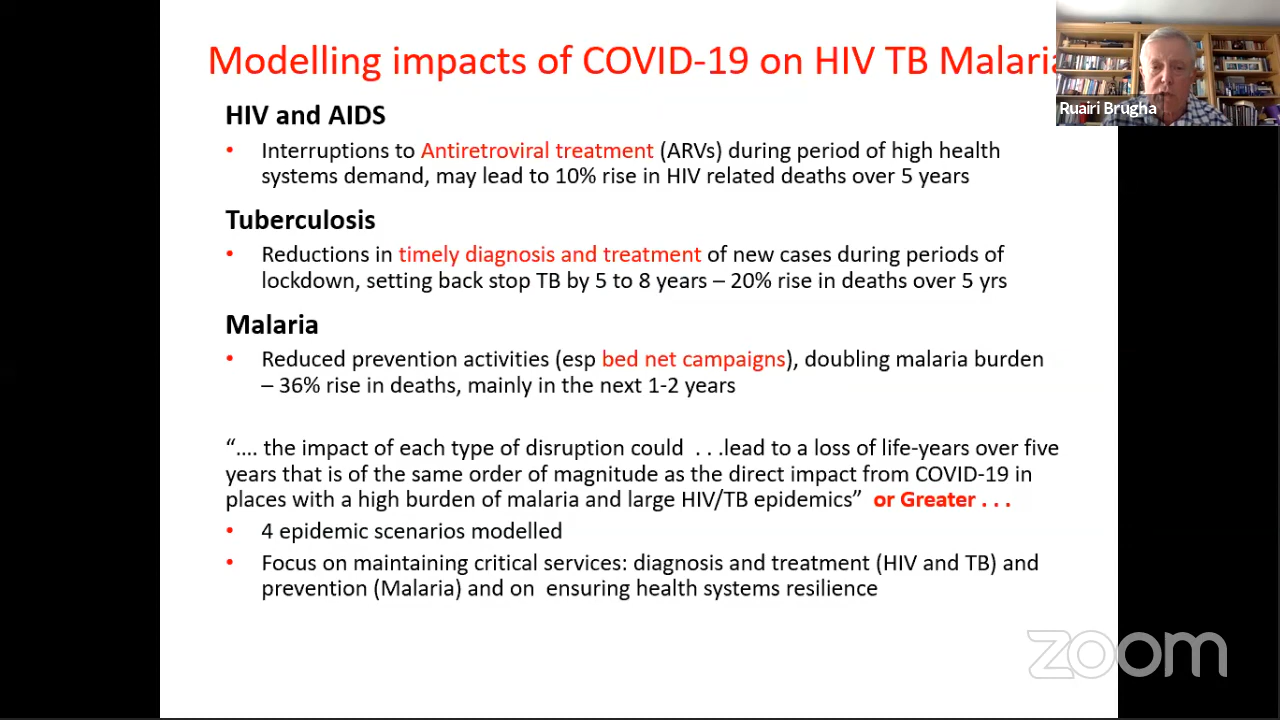 Modelling impacts of COVID-19 on HIV TB Malaria
Ruairi Brugha
HIV and AIDS
• Interruptions to Antiretroviral treatment (ARVs) during period of high health
systems demand, may lead to 10% rise in HIV related deaths over 5 years
Tuberculosis
• Reductions in timely diagnosis and treatment of new cases during periods of
lockdown, setting back stop TB by 5 to 8 years – 20% rise in deaths over 5 yrs
Malaria
• Reduced prevention activities (esp bed net campaigns), doubling malaria burden
– 36% rise in deaths, mainly in the next 1-2 years
“…. the impact of each type of disruption could . . .lead to a loss of life-years over five
years that is of the same order of magnitude as the direct impact from COVID-19 in
places with a high burden of malaria and large HIV/TB epidemics” or Greater . . .
• 4 epidemic scenarios modelled
• Focus on maintaining critical services: diagnosis and treatment (HIV and TB) and
prevention (Malaria) and on ensuring health systems resilience
zoom